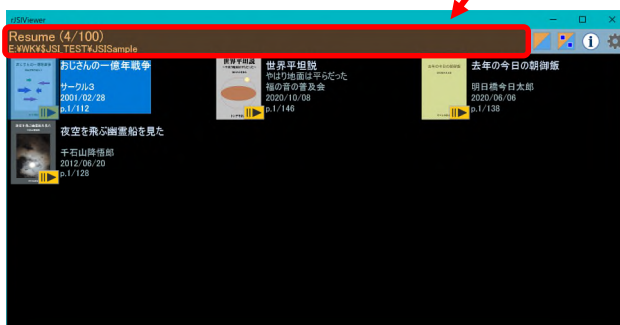 rJSIViewer
Resume (4/100)
E:¥WK¥$JSI_TEST¥JSISample
おじさんの一億年戦争
サークル3
2001/02/28
p.1/112
世界平坦説
やはり地面は平らだった
福の音の普及会
2020/10/08
p.1/146
去年の今日の朝御飯
明日橋今日太郎
2020/06/06
p.1/138
夜空を飛ぶ幽霊船を見た
千石山降悟郎
2012/06/20
p.1/128